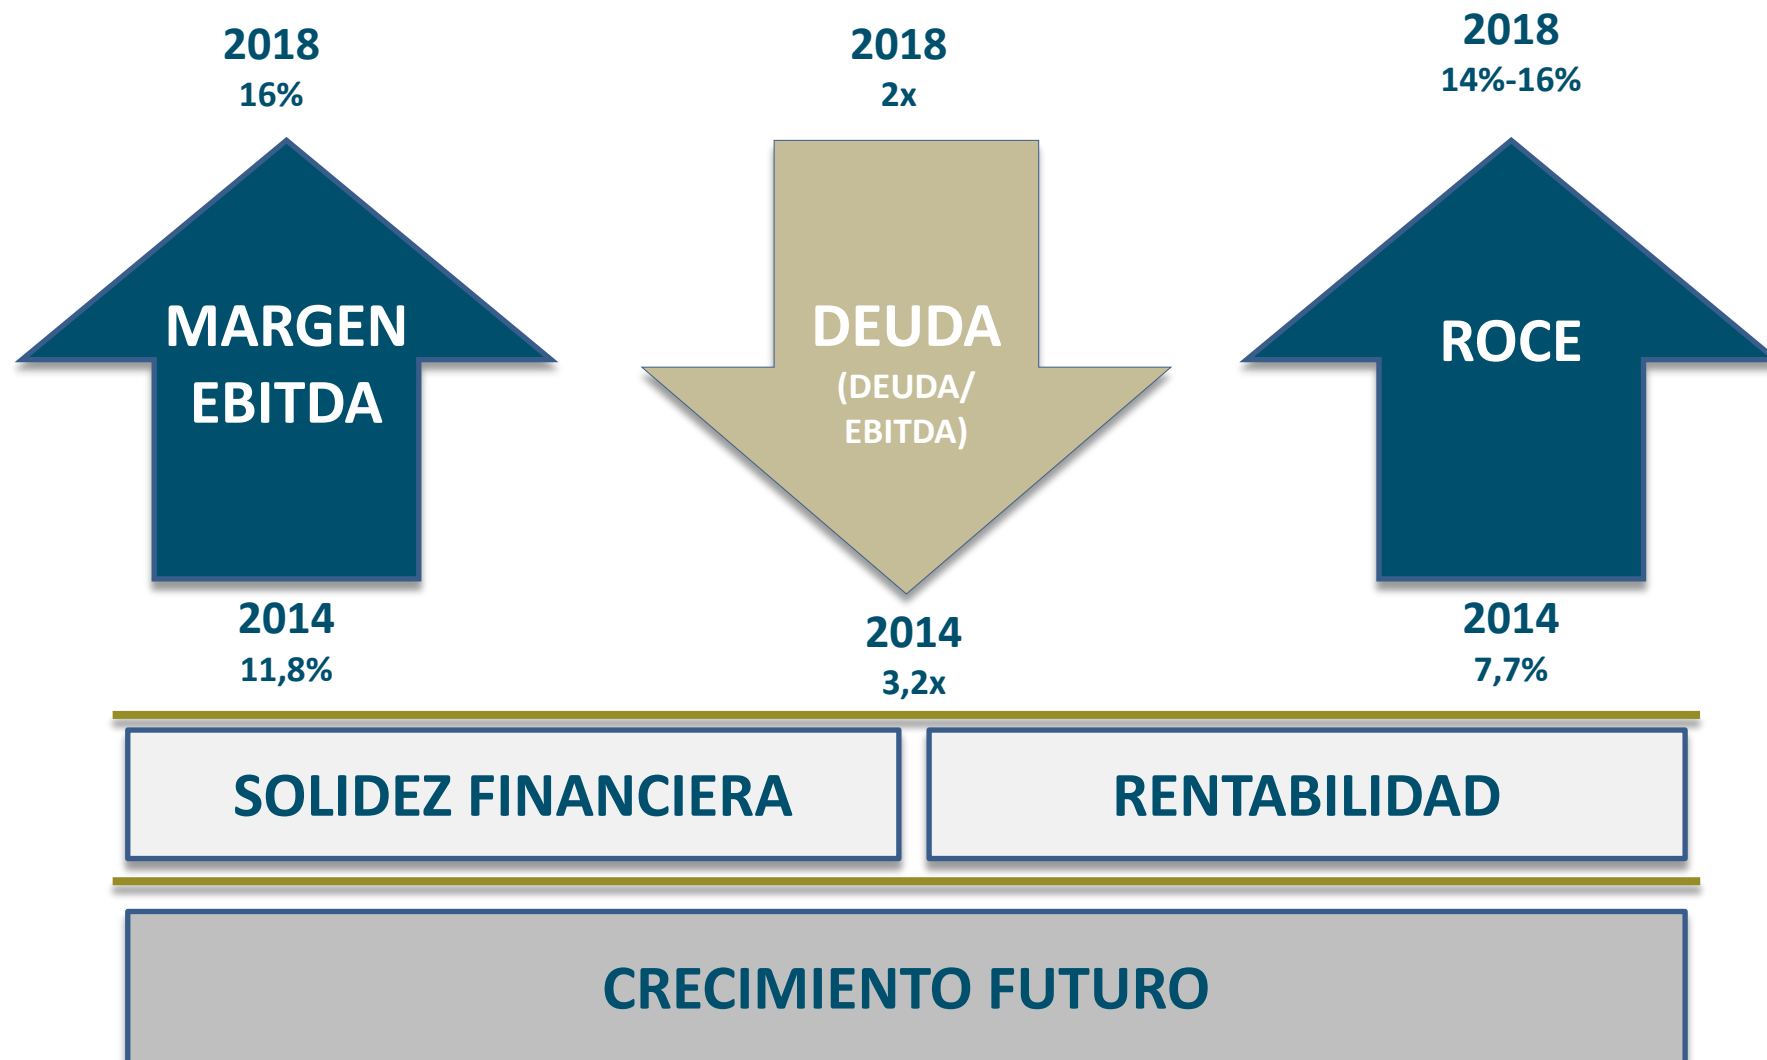 2018
16%
MARGEN
EBITDA
2014
11,8%
2018
2x
DEUDA
(DEUDA/
EBITDA)
2014
3,2x
2018
14%-16%
ROCE
2014
7,7%
SOLIDEZ FINANCIERA
RENTABILIDAD
CRECIMIENTO FUTURO